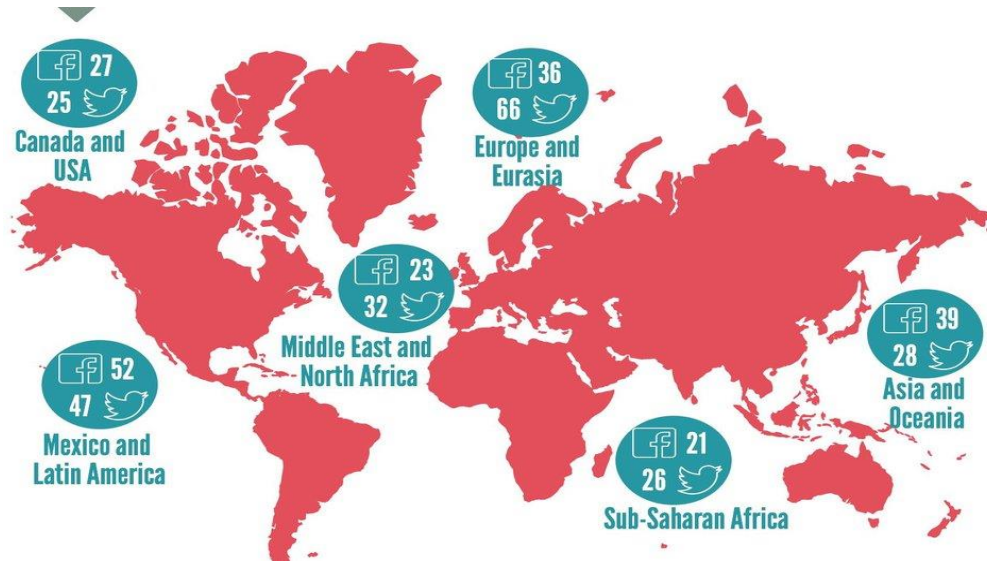 27
25
Canada and
USA
36
66
Europe and
Eurasia
23
32
Middle East and
North Africa
39
28
Asia and
Oceania
52
47
Mexico and
Latin America
21
26
Sub-Saharan Africa